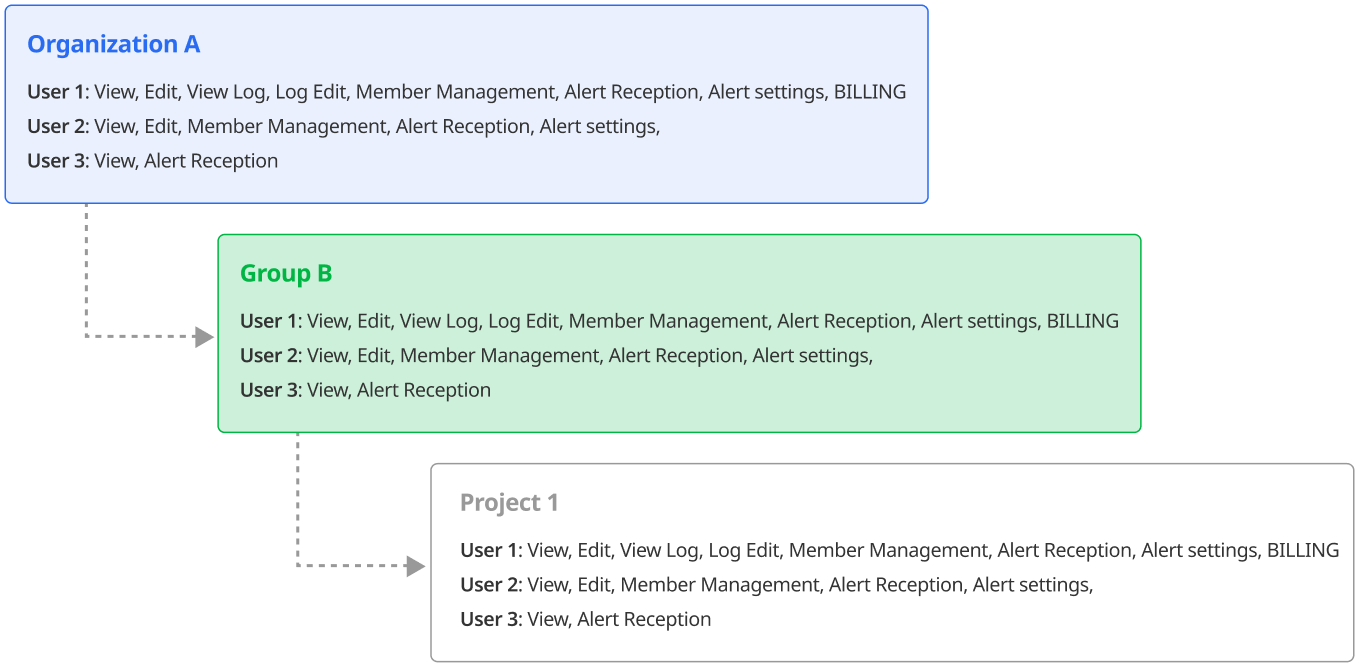 Organization A
User 1: View, Edit, View Log, Log Edit, Member Management, Alert Reception, Alert settings, BILLING
User 2: View, Edit, Member Management, Alert Reception, Alert settings,
User 3: View, Alert Reception
Group B
User 1: View, Edit, View Log, Log Edit, Member Management, Alert Reception, Alert settings, BILLING
User 2: View, Edit, Member Management, Alert Reception, Alert settings,
User 3: View, Alert Reception
Project 1
User 1: View, Edit, View Log, Log Edit, Member Management, Alert Reception, Alert settings, BILLING
User 2: View, Edit, Member Management, Alert Reception, Alert settings,
User 3: View, Alert Reception